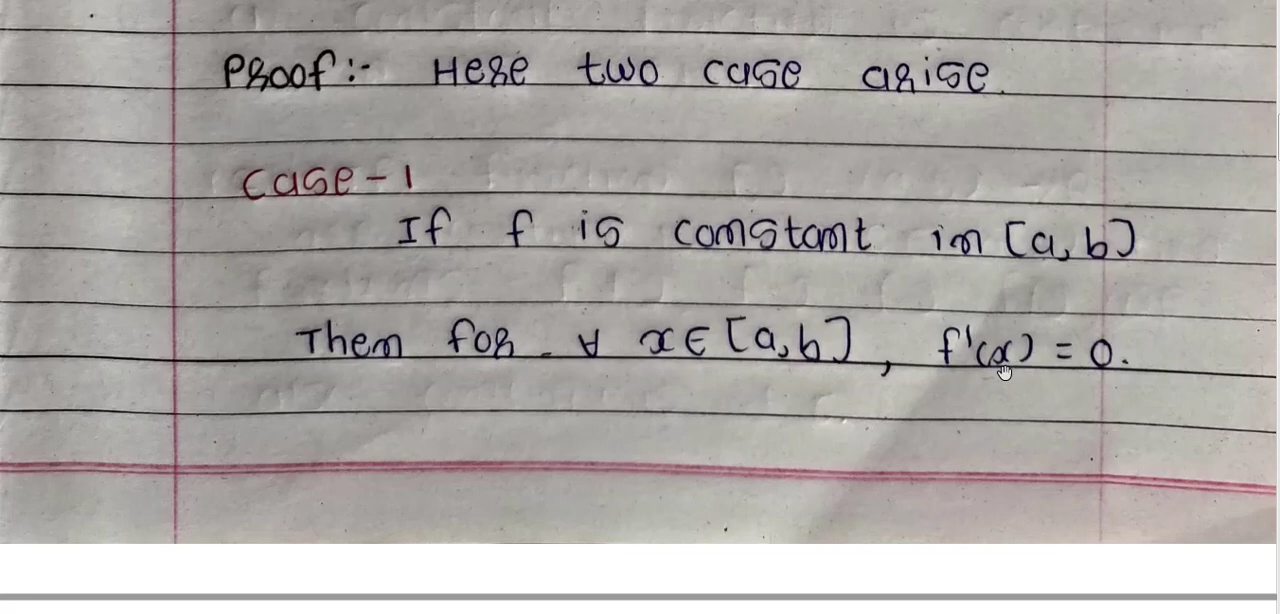 Proof:- Here two case arise.
case-1
If f is constant in [a,b]
Then for ∀ x∈[a,b], f'(x) = 0.